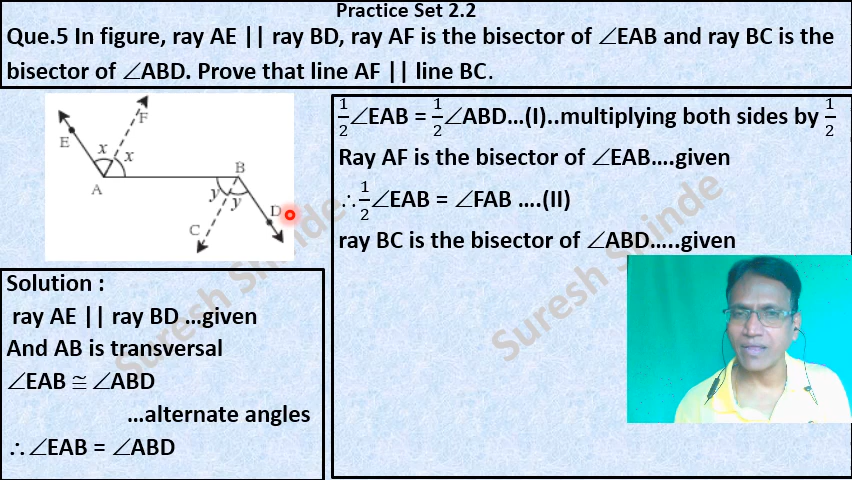 Practice Set 2.2
Que.5 In figure, ray AE || ray BD, ray AF is the bisector of ∠EAB and ray BC is the
bisector of ∠ABD. Prove that line AF || line BC.
F
E
x
x
A
B
y
y
D
C
Solution :
ray AE || ray BD …given
And AB is transversal
∠EAB ≅ ∠ABD
…alternate angles
∴ ∠EAB = ∠ABD
1/2∠EAB = 1/2∠ABD…(I)..multiplying both sides by 1/2
Ray AF is the bisector of ∠EAB….given
∴ 1/2∠EAB = ∠FAB ….(II)
ray BC is the bisector of ∠ABD…..given
Suresh Shinde
Suresh Shinde